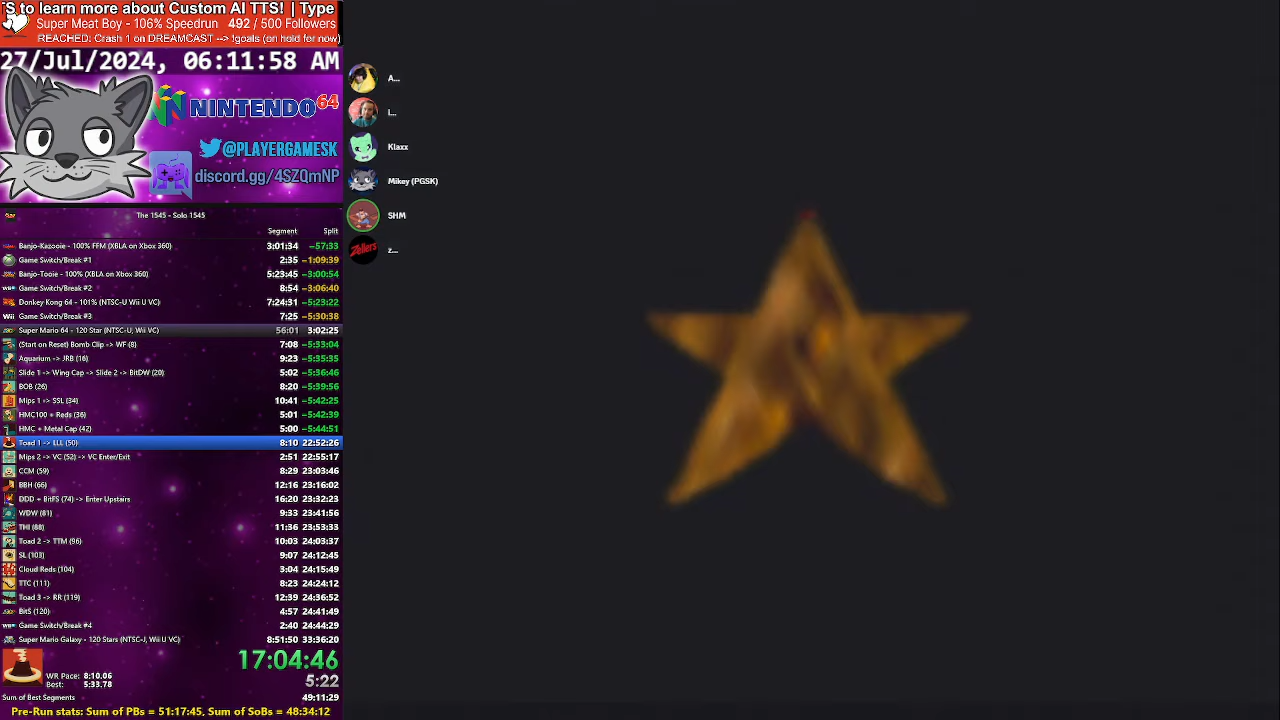 'S to learn more about Custom AI TTS! | Type
Super Meat Boy - 106% Speedrun 492 / 500 Followers
REACHED: Crash 1 on DREAMCAST --> !goals (on hold for now)
27/Jul/2024, 06:11:58 AM
NINTENDO 64
@PLAYERGAMESK
discord.gg/4SZQmNP
The 1545 - Solo 1545
Segment Split
Banjo-Kazooie - 100% FFM (XBLA on Xbox 360) 3:01:34 −57:33
Game Switch/Break #1 2:35 −1:09:39
Banjo-Tooie - 100% (XBLA on Xbox 360) 5:23:45 −3:00:54
Game Switch/Break #2 8:54 −3:06:40
Donkey Kong 64 - 101% (NTSC-U Wii U VC) 7:24:31 −5:23:22
Game Switch/Break #3 7:25 −5:30:38
Super Mario 64 - 120 Star (NTSC-U, Wii VC) 56:01 3:02:25
(Start on Reset) Bomb Clip -> WF (8) 7:08 −5:33:04
Aquarium -> JRB (16) 9:23 −5:35:35
Slide 1 -> Wing Cap -> Slide 2 -> BitDW (20) 5:02 −5:36:46
BOB (26) 8:20 −5:39:56
Mips 1 -> SSL (34) 10:41 −5:42:25
HMC100 + Reds (36) 5:01 −5:42:39
HMC + Metal Cap (42) 5:00 −5:44:51
Toad 1 -> LLL (50) 8:10 22:52:26
Mips 2 -> VC (52) -> VC Enter/Exit 2:51 22:55:17
CCM (59) 8:29 23:03:46
BBH (66) 12:16 23:16:02
DDD + BitFS (74) -> Enter Upstairs 16:20 23:32:23
WDW (81) 9:33 23:41:56
THI (88) 11:36 23:53:33
Toad 2 -> TTM (96) 10:03 24:03:37
SL (103) 9:07 24:12:45
Cloud Reds (104) 3:04 24:15:49
TTC (111) 8:23 24:24:12
Toad 3 -> RR (119) 12:39 24:36:52
BitS (120) 4:57 24:41:49
Game Switch/Break #4 2:40 24:44:29
Super Mario Galaxy - 120 Stars (NTSC-J, Wii U VC) 8:51:50 33:36:20
17:04:46
WR Pace: 8:10.06
Best: 5:33.78
5:22
Sum of Best Segments 49:11:29
Pre-Run stats: Sum of PBs = 51:17:45, Sum of SoBs = 48:34:12
A...
Klaxx
Mikey (PGSK)
SHM
Zellers
z...